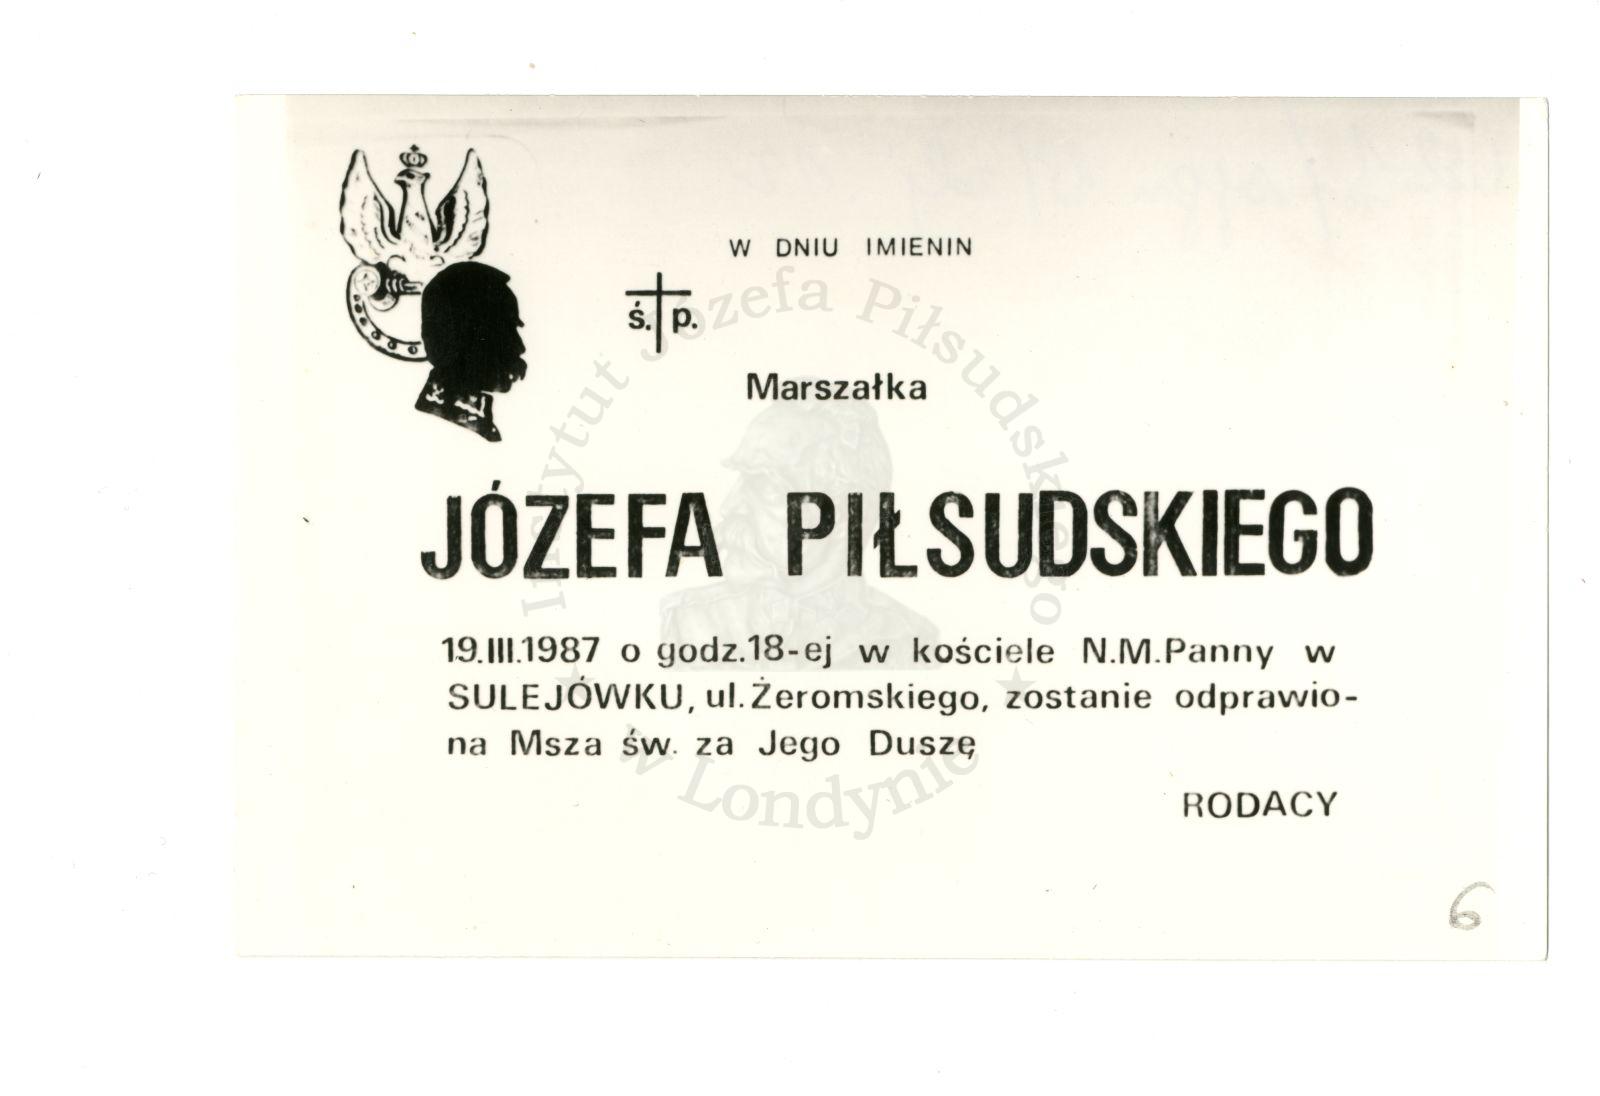 W DNIU IMIENIN
ś. p.
Marszałka
JÓZEFA PIŁSUDSKIEGO
19.III.1987 o godz.18-ej w kościele N.M.Panny w
SULEJÓWKU, ul.Żeromskiego, zostanie odprawio-
na Msza św. za Jego Duszę
RODACY
6
Instytut Józefa Piłsudskiego
w Londynie